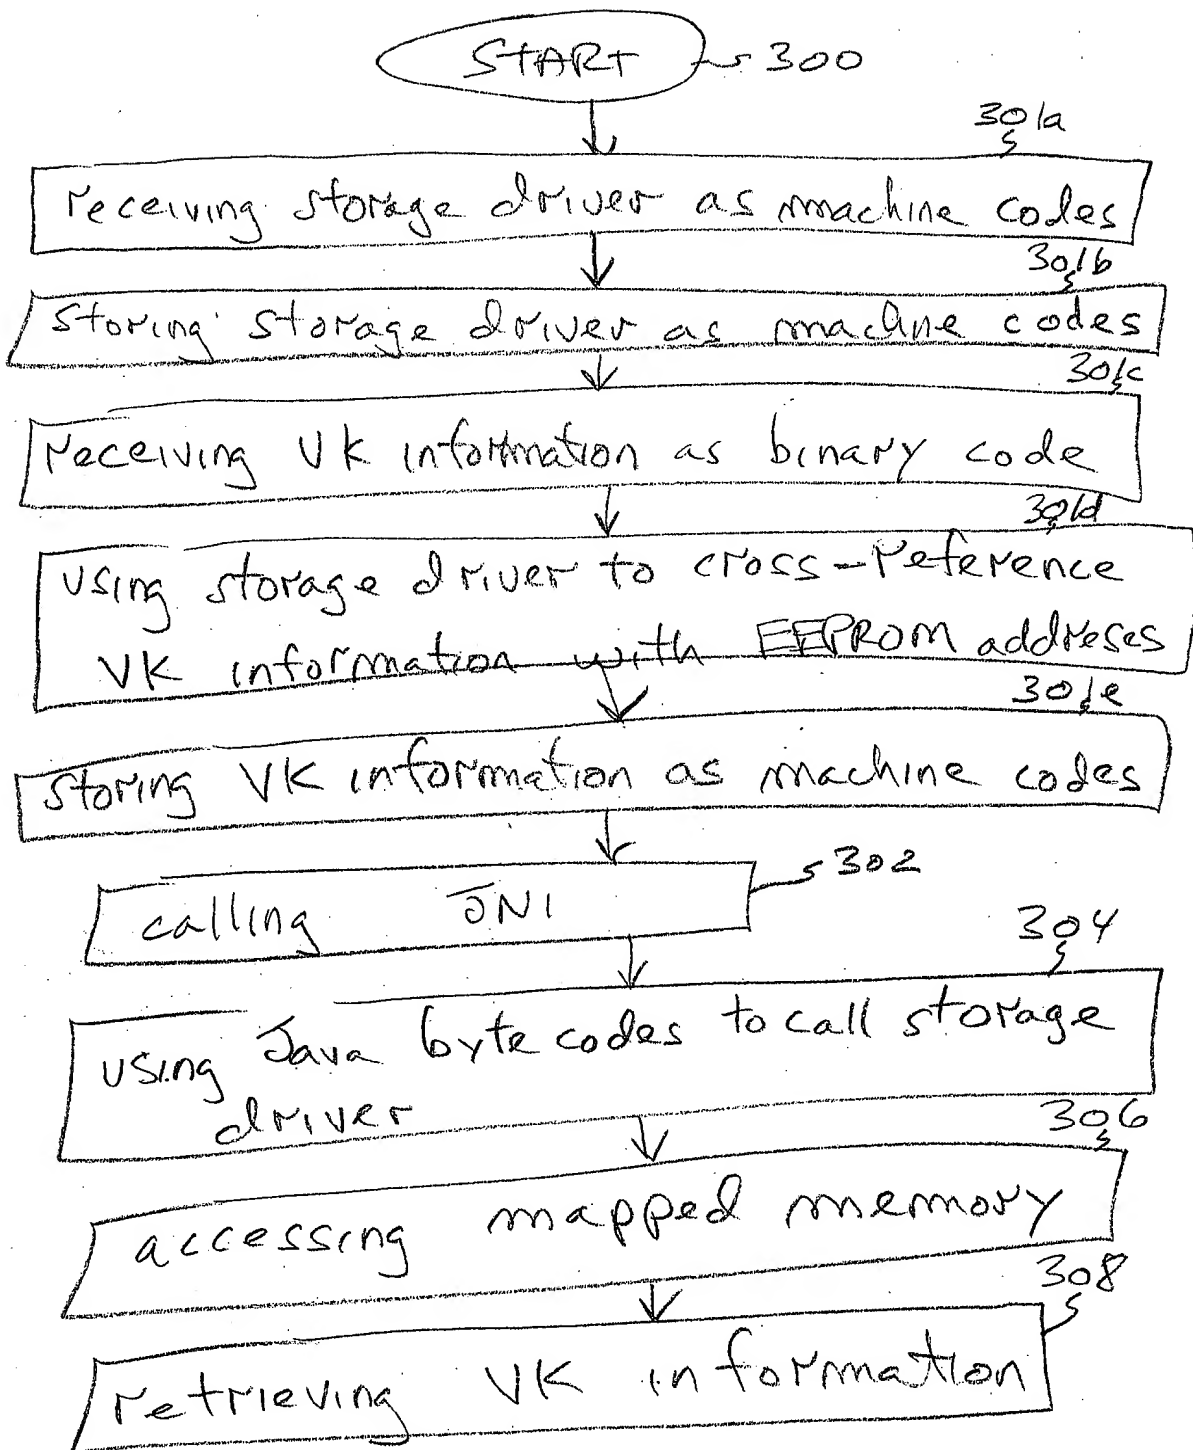 START 300
301a
receiving storage driver as machine codes
301b
storing storage driver as machine codes
301c
receiving VK information as binary code
301d
using storage driver to cross-reference
VK information with EEPROM addreses
301e
storing VK information as machine codes
302
calling JNI
304
using Java byte codes to call storage
driver
306
accessing mapped memory
308
retrieving VK information